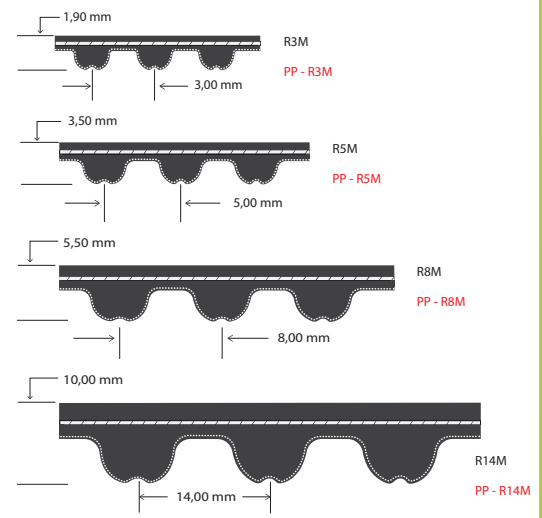 1,90 mm
R3M
PP - R3M
3,00 mm
3,50 mm
R5M
PP - R5M
5,00 mm
5,50 mm
R8M
PP - R8M
8,00 mm
10,00 mm
R14M
PP - R14M
14,00 mm